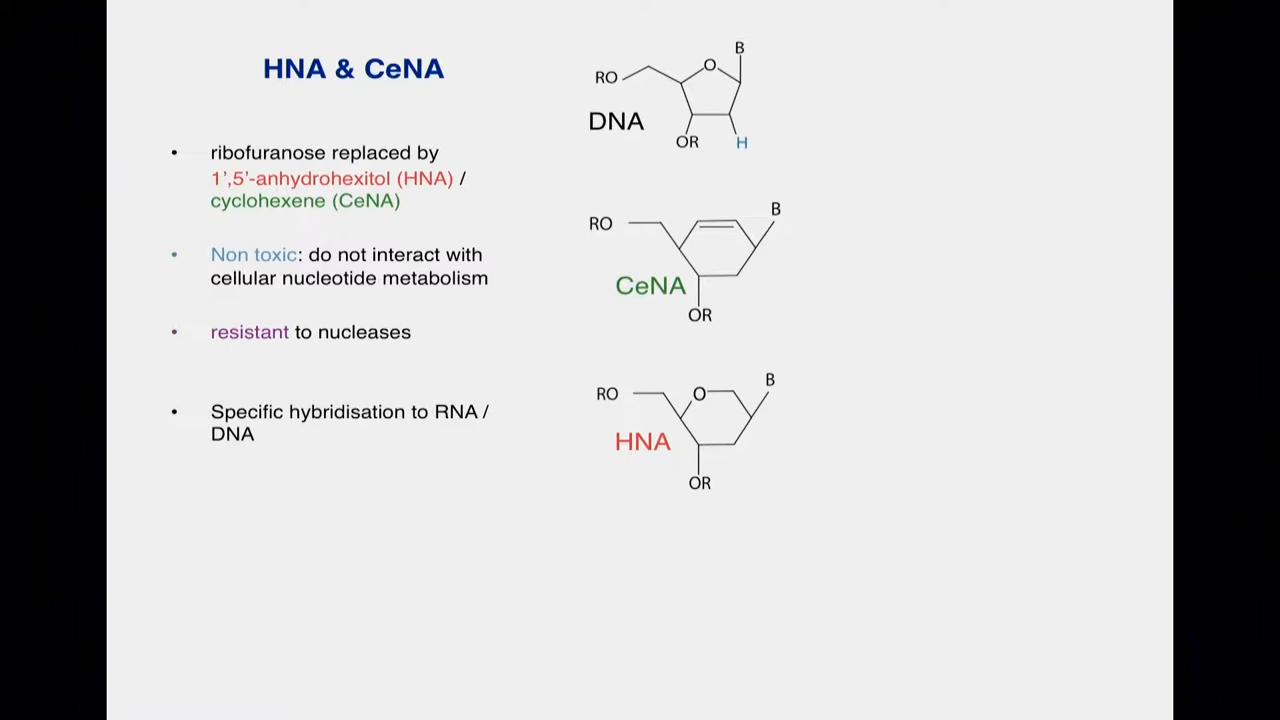 HNA & CeNA
• ribofuranose replaced by
1’,5’-anhydrohexitol (HNA) /
cyclohexene (CeNA)
• Non toxic: do not interact with
cellular nucleotide metabolism
• resistant to nucleases
• Specific hybridisation to RNA /
DNA
B
O
RO
DNA
OR H
B
RO
CeNA
OR
B
RO O
HNA
OR